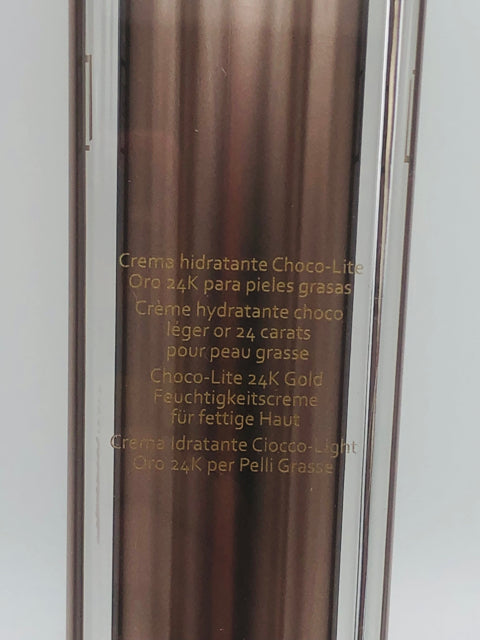 Crema hidratante Choco-Lite
Oro 24K para pieles grasas
Crème hydratante choco
léger or 24 carats
pour peau grasse
Choco-Lite 24K Gold
Feuchtigkeitscreme
für fettige Haut
Crema Idratante Ciocco-Light
Oro 24K per Pelli Grasse